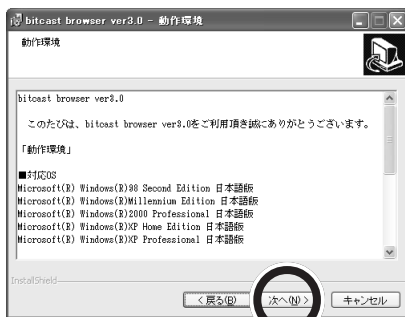 bitcast browser ver3.0 - 動作環境
動作環境
bitcast browser ver3.0
このたびは、bitcast browser ver3.0をご利用頂き誠にありがとうございます。
「動作環境」
■対応OS
Microsoft(R) Windows(R)98 Second Edition 日本語版
Microsoft(R) Windows(R)Millennium Edition 日本語版
Microsoft(R) Windows(R)2000 Professional 日本語版
Microsoft(R) Windows(R)XP Home Edition 日本語版
Microsoft(R) Windows(R)XP Professional 日本語版
InstallShield
< 戻る(B) 次へ(N) > キャンセル